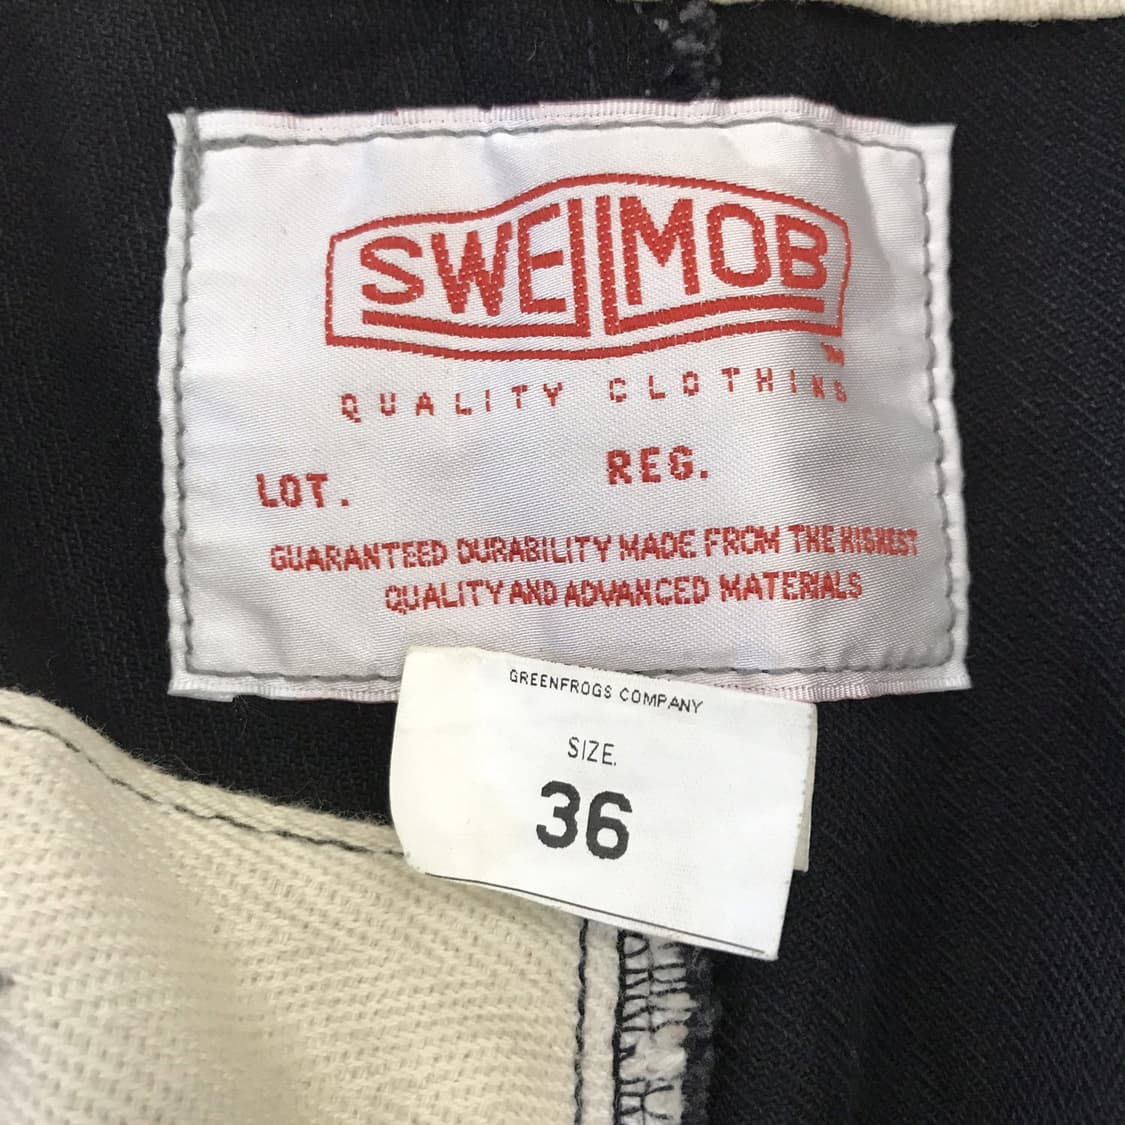 SWELLMOB
TM
QUALITY CLOTHING
LOT. REG.
GUARANTEED DURABILITY MADE FROM THE HIGHEST
QUALITY AND ADVANCED MATERIALS
GREENFROGS COMPANY
SIZE.
36